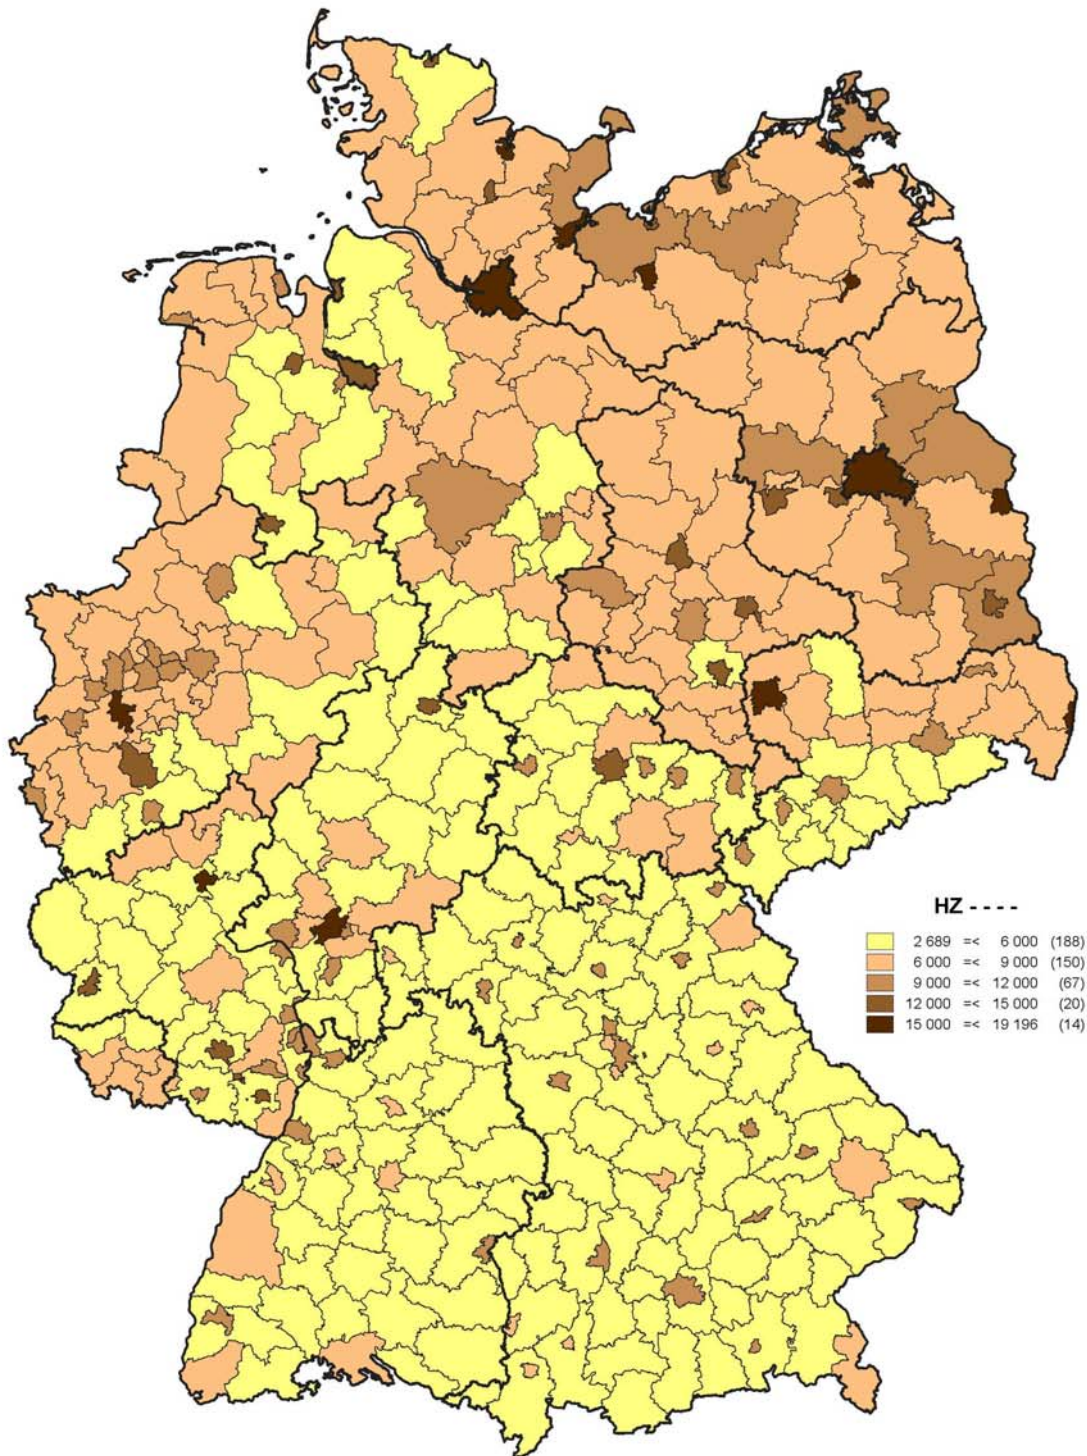 HZ - - - -
2 689 =< 6 000 (188)
6 000 =< 9 000 (150)
9 000 =< 12 000 (67)
12 000 =< 15 000 (20)
15 000 =< 19 196 (14)